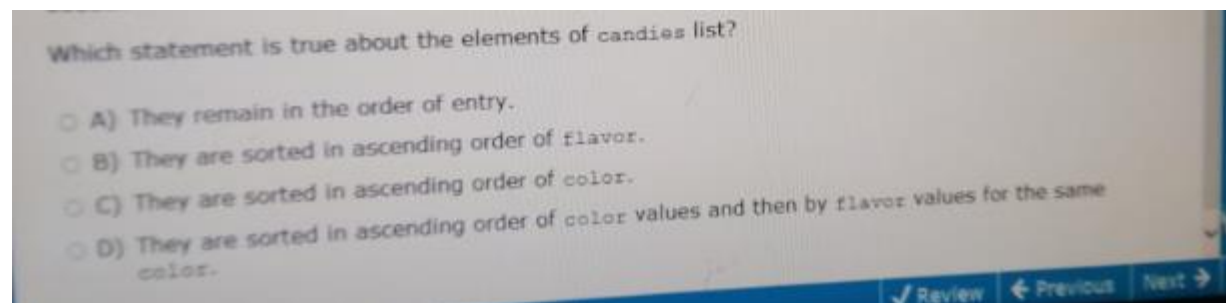 Which statement is true about the elements of candies list?
A) They remain in the order of entry.
B) They are sorted in ascending order of flavor.
C) They are sorted in ascending order of color.
D) They are sorted in ascending order of color values and then by flavor values for the same
color.
Review Previous Next